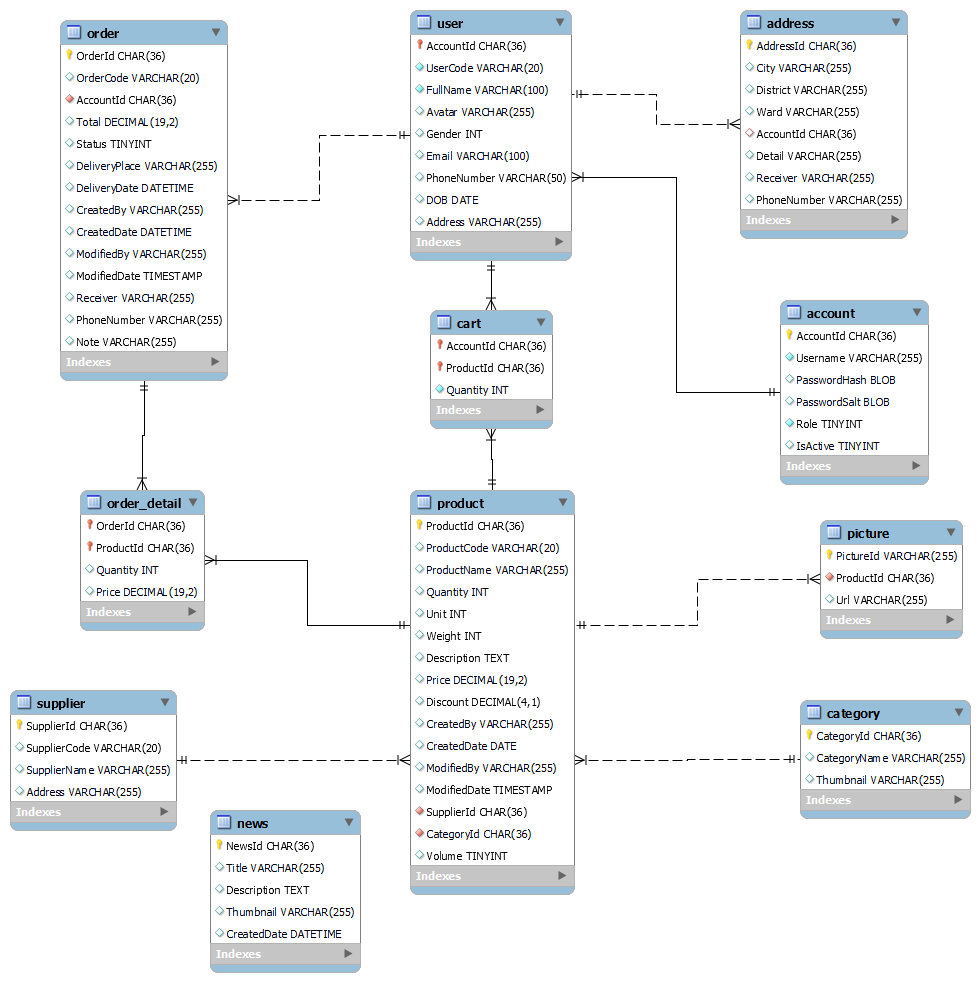 order
OrderId CHAR(36)
OrderCode VARCHAR(20)
AccountId CHAR(36)
Total DECIMAL(19,2)
Status TINYINT
DeliveryPlace VARCHAR(255)
DeliveryDate DATETIME
CreatedBy VARCHAR(255)
CreatedDate DATETIME
ModifiedBy VARCHAR(255)
ModifiedDate TIMESTAMP
Receiver VARCHAR(255)
PhoneNumber VARCHAR(255)
Note VARCHAR(255)
Indexes
user
AccountId CHAR(36)
UserCode VARCHAR(20)
FullName VARCHAR(100)
Avatar VARCHAR(255)
Gender INT
Email VARCHAR(100)
PhoneNumber VARCHAR(50)
DOB DATE
Address VARCHAR(255)
Indexes
address
AddressId CHAR(36)
City VARCHAR(255)
District VARCHAR(255)
Ward VARCHAR(255)
AccountId CHAR(36)
Detail VARCHAR(255)
Receiver VARCHAR(255)
PhoneNumber VARCHAR(255)
Indexes
cart
AccountId CHAR(36)
ProductId CHAR(36)
Quantity INT
Indexes
account
AccountId CHAR(36)
Username VARCHAR(255)
PasswordHash BLOB
PasswordSalt BLOB
Role TINYINT
IsActive TINYINT
Indexes
order_detail
OrderId CHAR(36)
ProductId CHAR(36)
Quantity INT
Price DECIMAL(19,2)
Indexes
product
ProductId CHAR(36)
ProductCode VARCHAR(20)
ProductName VARCHAR(255)
Quantity INT
Unit INT
Weight INT
Description TEXT
Price DECIMAL(19,2)
Discount DECIMAL(4,1)
CreatedBy VARCHAR(255)
CreatedDate DATE
ModifiedBy VARCHAR(255)
ModifiedDate TIMESTAMP
SupplierId CHAR(36)
CategoryId CHAR(36)
Volume TINYINT
Indexes
picture
PictureId VARCHAR(255)
ProductId CHAR(36)
Url VARCHAR(255)
Indexes
supplier
SupplierId CHAR(36)
SupplierCode VARCHAR(20)
SupplierName VARCHAR(255)
Address VARCHAR(255)
Indexes
category
CategoryId CHAR(36)
CategoryName VARCHAR(255)
Thumbnail VARCHAR(255)
Indexes
news
NewsId CHAR(36)
Title VARCHAR(255)
Description TEXT
Thumbnail VARCHAR(255)
CreatedDate DATETIME
Indexes